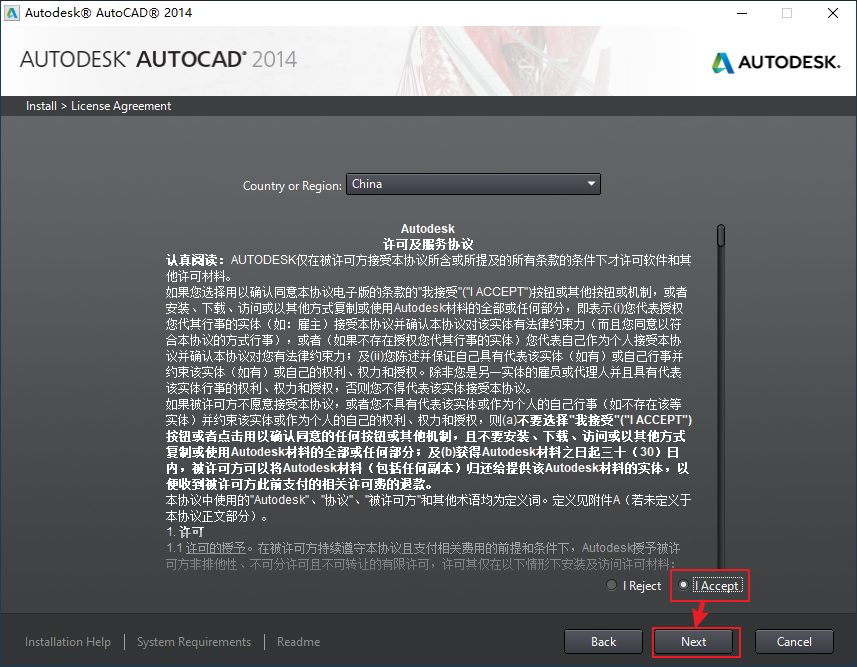 Autodesk® AutoCAD® 2014
AUTODESK® AUTOCAD® 2014
AUTODESK.
Install > License Agreement
Country or Region: China
Autodesk
许可及服务协议
认真阅读：AUTODESK仅在被许可方接受本协议所含或所提及的所有条款的条件下才许可软件和其
他许可材料。
如果您选择用以确认同意本协议电子版的条款的"我接受"("I ACCEPT")按钮或其他按钮或机制，或者
安装、下载、访问或以其他方式复制或使用Autodesk材料的全部或任何部分，即表示(i)您代表授权
您代其行事的实体（如：雇主）接受本协议并确认本协议对该实体有法律约束力（而且您同意以符
合本协议的方式行事），或者（如果不存在授权您代其行事的实体）您代表自己作为个人接受本协
议并确认本协议对您有法律约束力；及(ii)您陈述并保证自己具有代表该实体（如有）或自己行事并
约束该实体（如有）或自己的权利、权力和授权。除非您是另一实体的雇员或代理人并且具有代表
该实体行事的权利、权力和授权，否则您不得代表该实体接受本协议。
如果被许可方不愿意接受本协议，或者您不具有代表该实体或作为个人的自己行事（如不存在该等
实体）并约束该实体或作为个人的自己的权利、权力和授权，则(a)不要选择"我接受"("I ACCEPT")
按钮或者点击用以确认同意的任何按钮或其他机制，且不要安装、下载、访问或以其他方式
复制或使用Autodesk材料的全部或任何部分；及(b)获得Autodesk材料之日起三十（30）日
内，被许可方可以将Autodesk材料（包括任何副本）归还给提供该Autodesk材料的实体，以
便收到被许可方此前支付的相关许可费的退款。
本协议中使用的"Autodesk"、"协议"、"被许可方"和其他术语均为定义词。定义见附件A（若未定义于
本协议正文部分）。
1. 许可
1.1 许可的授予。在被许可方持续遵守本协议且支付相关费用的前提和条件下，Autodesk授予被许
可方非排他性、不可分许可且不可转让的有限许可，许可其仅在以下情形下安装及访问许可材料：
I Reject I Accept
Installation Help System Requirements Readme Back Next Cancel